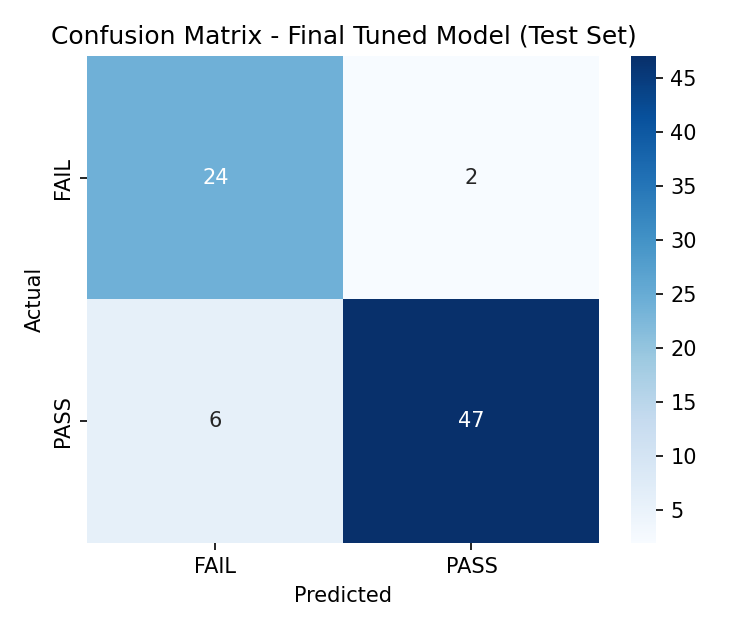 Confusion Matrix - Final Tuned Model (Test Set)
Actual
FAIL
24
2
PASS
6
47
FAIL
PASS
Predicted
45
40
35
30
25
20
15
10
5